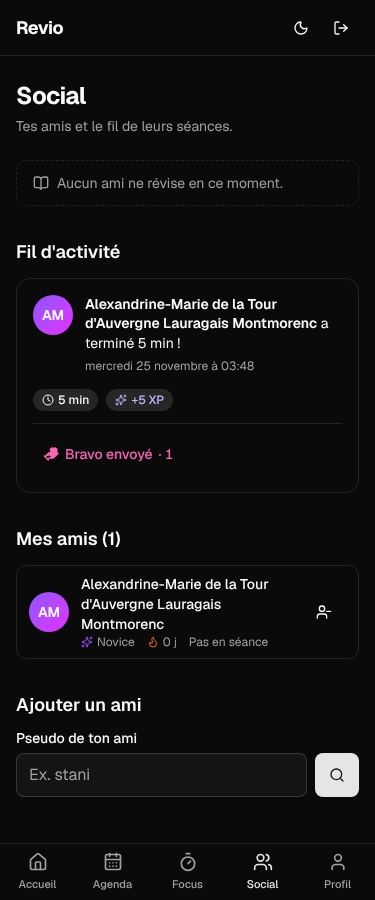 Revio
Social
Tes amis et le fil de leurs séances.
Aucun ami ne révise en ce moment.
Fil d'activité
AM
Alexandrine-Marie de la Tour
d'Auvergne Lauragais Montmorenc a
terminé 5 min !
mercredi 25 novembre à 03:48
5 min
+5 XP
Bravo envoyé · 1
Mes amis (1)
AM
Alexandrine-Marie de la Tour
d'Auvergne Lauragais
Montmorenc
Novice 0 j Pas en séance
Ajouter un ami
Pseudo de ton ami
Ex. stani
Accueil Agenda Focus Social Profil